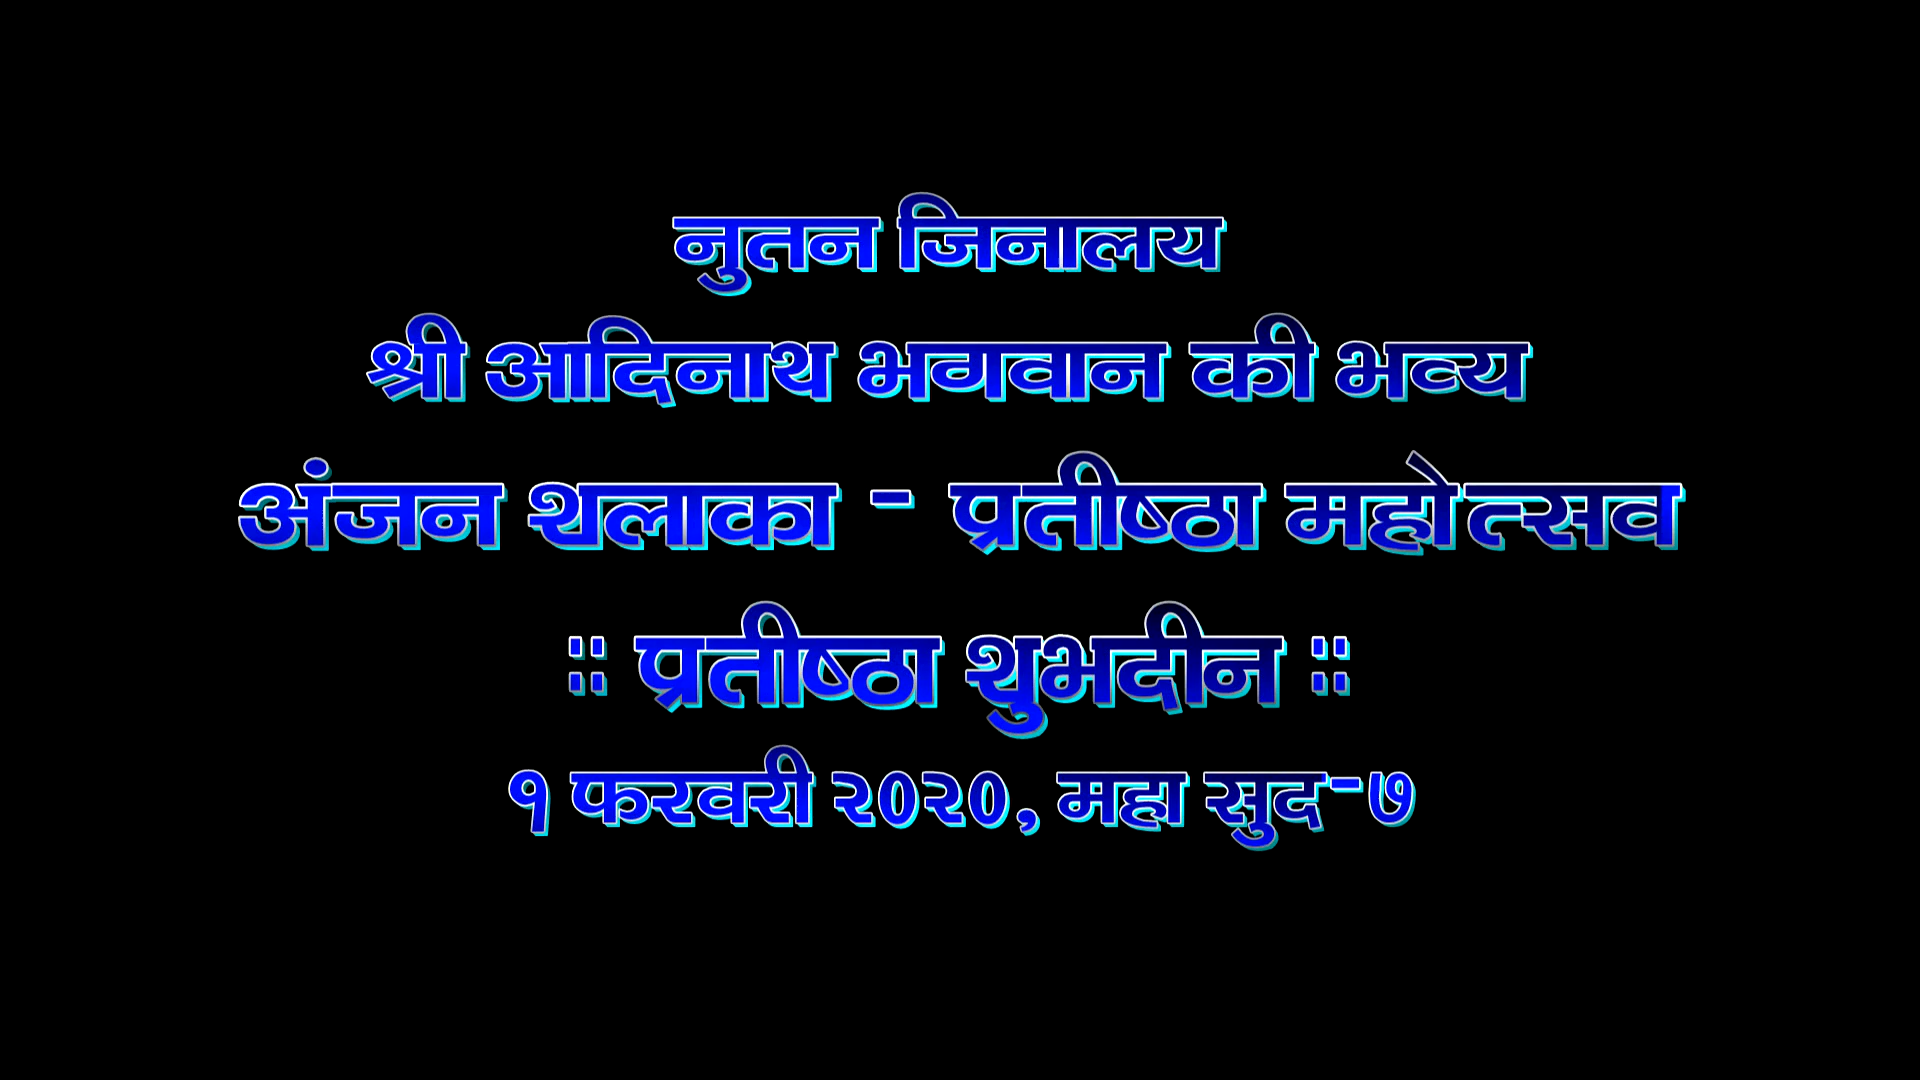 नुतन जिनालय
श्री आदिनाथ भगवान की भव्य
अंजन शलाका - प्रतीष्ठा महोत्सव
:: प्रतीष्ठा शुभदीन ::
१ फरवरी २०२०, महा सुद-७